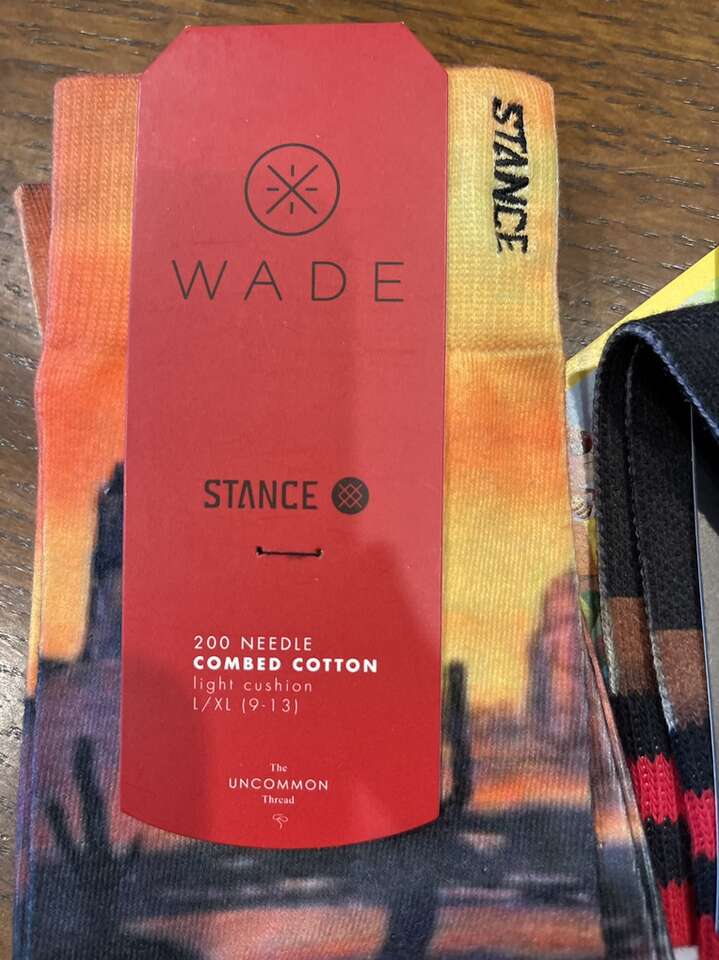 WADE
STANCE
STANCE
200 NEEDLE
COMBED COTTON
light cushion
L/XL (9-13)
The
UNCOMMON
Thread